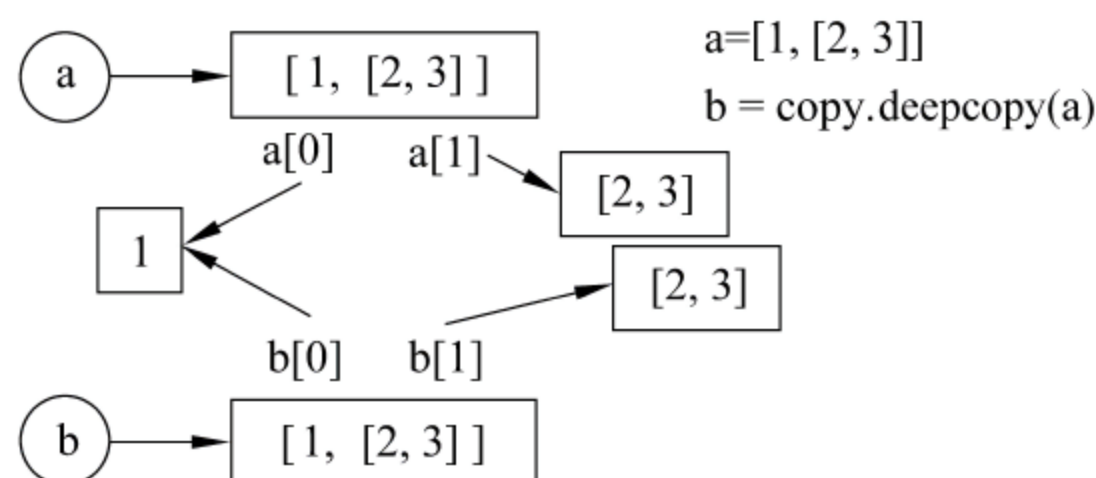 a
[ 1, [2, 3] ]
a=[1, [2, 3]]
b = copy.deepcopy(a)
a[0]
a[1]
[2, 3]
1
[2, 3]
b[0]
b[1]
b
[ 1, [2, 3] ]